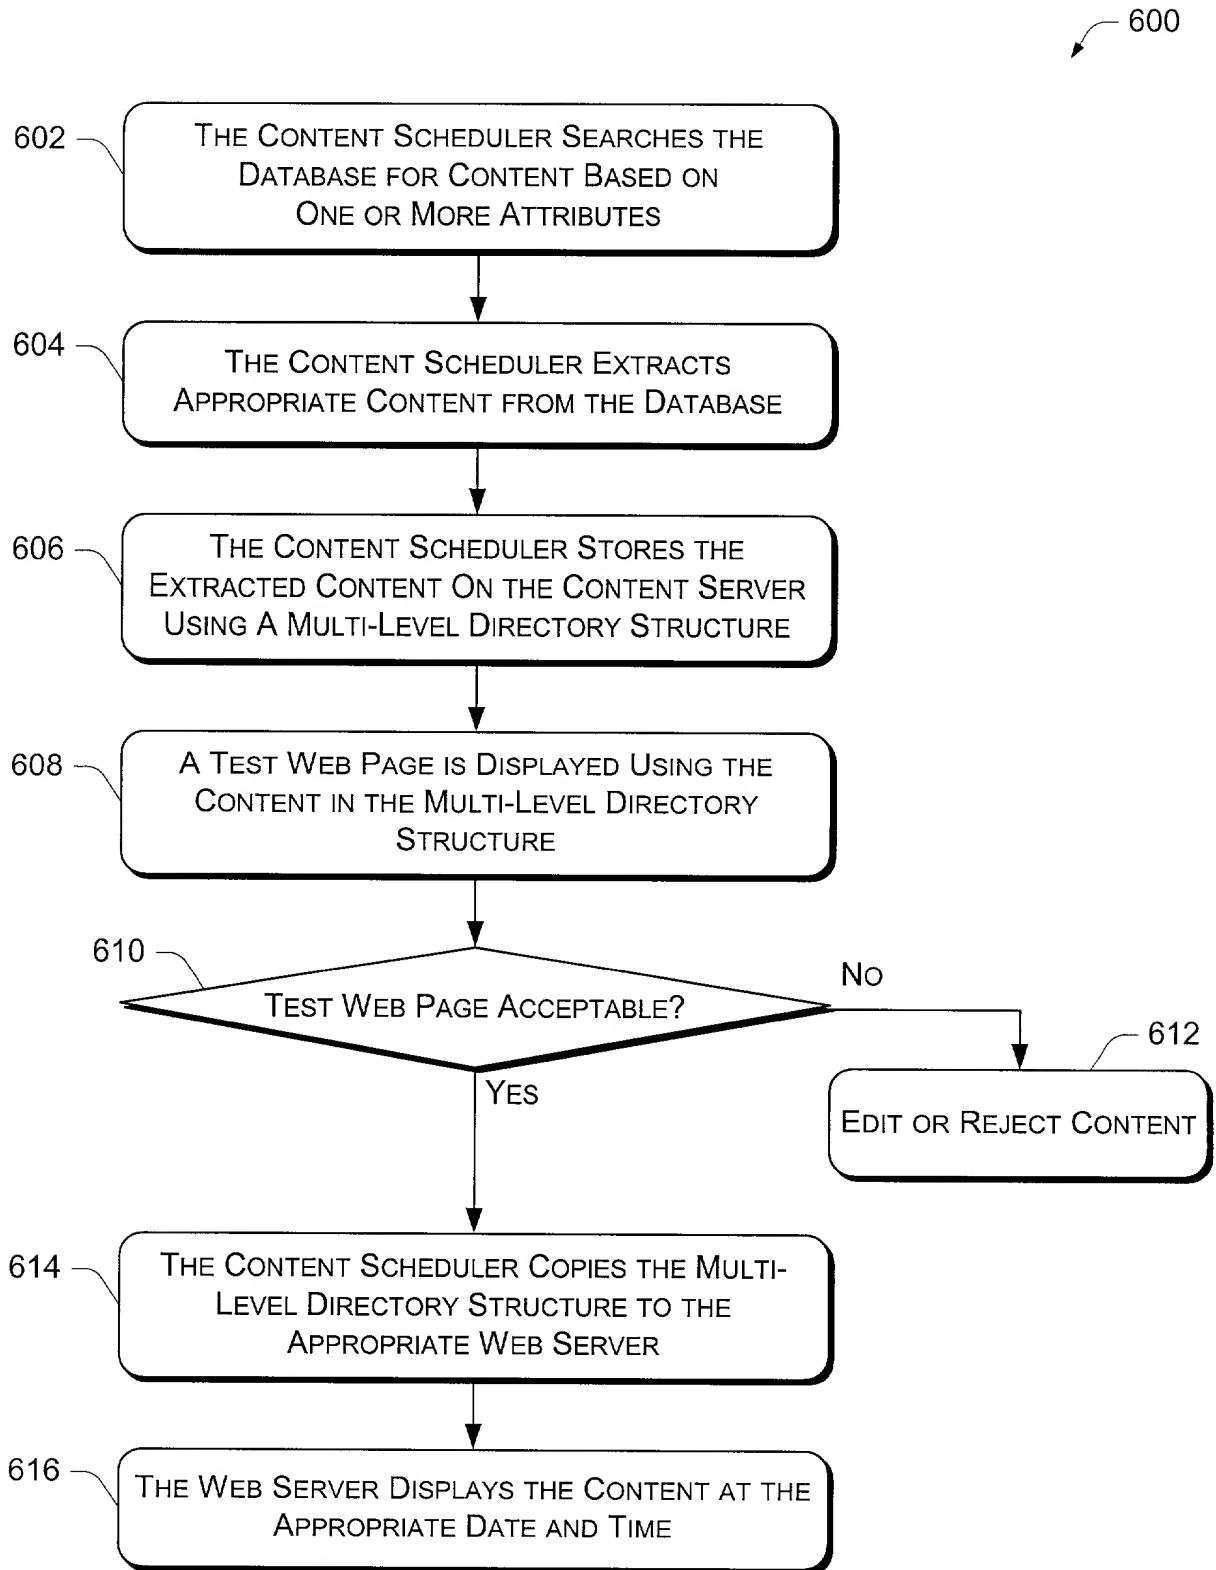 600
602
THE CONTENT SCHEDULER SEARCHES THE
DATABASE FOR CONTENT BASED ON
ONE OR MORE ATTRIBUTES
604
THE CONTENT SCHEDULER EXTRACTS
APPROPRIATE CONTENT FROM THE DATABASE
606
THE CONTENT SCHEDULER STORES THE
EXTRACTED CONTENT ON THE CONTENT SERVER
USING A MULTI-LEVEL DIRECTORY STRUCTURE
608
A TEST WEB PAGE IS DISPLAYED USING THE
CONTENT IN THE MULTI-LEVEL DIRECTORY
STRUCTURE
610
TEST WEB PAGE ACCEPTABLE?
NO
612
EDIT OR REJECT CONTENT
YES
614
THE CONTENT SCHEDULER COPIES THE MULTI-
LEVEL DIRECTORY STRUCTURE TO THE
APPROPRIATE WEB SERVER
616
THE WEB SERVER DISPLAYS THE CONTENT AT THE
APPROPRIATE DATE AND TIME